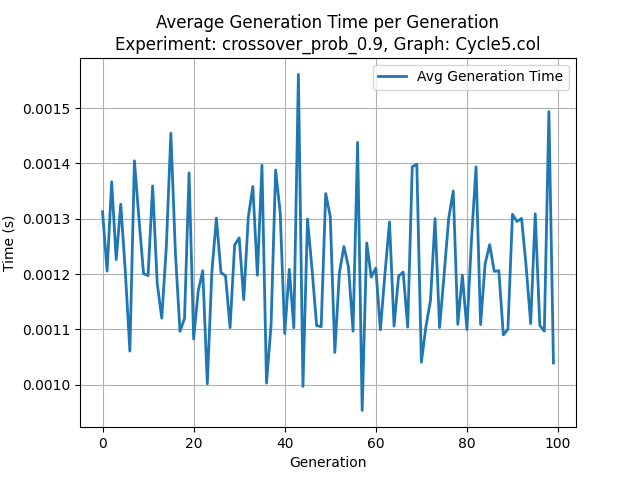 Average Generation Time per Generation
Experiment: crossover_prob_0.9, Graph: Cycle5.col
Avg Generation Time
Time (s)
0.0015
0.0014
0.0013
0.0012
0.0011
0.0010
0 20 40 60 80 100
Generation